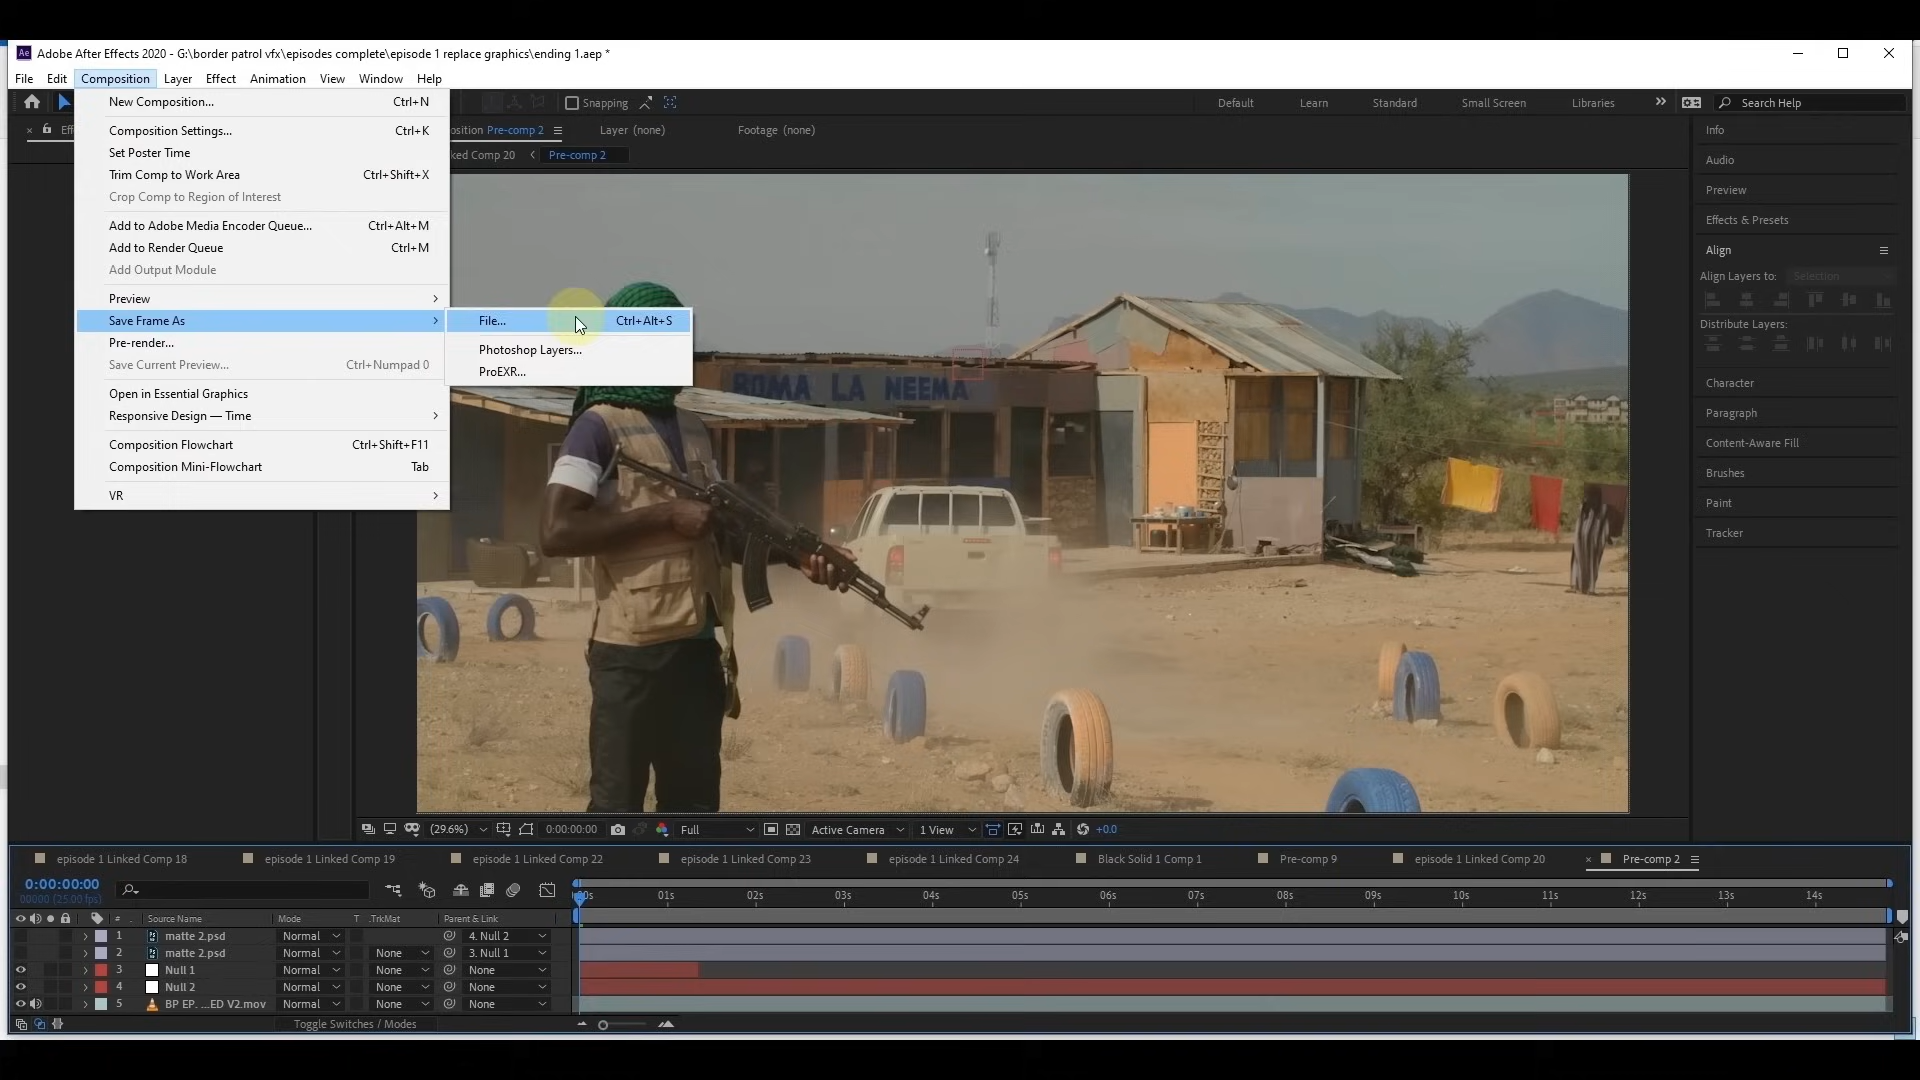 Ae Adobe After Effects 2020 - G:\border patrol vfx\episodes complete\episode 1 replace graphics\ending 1.aep *
File Edit Composition Layer Effect Animation View Window Help
Snapping Default Learn Standard Small Screen Libraries Search Help
New Composition... Ctrl+N
Composition Settings... Ctrl+K
Set Poster Time
Trim Comp to Work Area Ctrl+Shift+X
Crop Comp to Region of Interest
Add to Adobe Media Encoder Queue... Ctrl+Alt+M
Add to Render Queue Ctrl+M
Add Output Module
Preview
Save Frame As
Pre-render...
Save Current Preview... Ctrl+Numpad 0
Open in Essential Graphics
Responsive Design — Time
Composition Flowchart Ctrl+Shift+F11
Composition Mini-Flowchart Tab
VR
File... Ctrl+Alt+S
Photoshop Layers...
ProEXR...
Pre-comp 2 Layer (none) Footage (none)
Comp 20 Pre-comp 2
LA NEEMA
Info
Audio
Preview
Effects & Presets
Align
Align Layers to: Selection
Distribute Layers:
Character
Paragraph
Content-Aware Fill
Brushes
Paint
Tracker
(29.6%) 0:00:00:00 Full Active Camera 1 View +0.0
episode 1 Linked Comp 18 episode 1 Linked Comp 19 episode 1 Linked Comp 22 episode 1 Linked Comp 23 episode 1 Linked Comp 24 Black Solid 1 Comp 1 Pre-comp 9 episode 1 Linked Comp 20 Pre-comp 2
0:00:00:00
00000 (25.00 fps)
01s 02s 03s 04s 05s 06s 07s 08s 09s 10s 11s 12s 13s 14s
# Source Name Mode T .TrkMat Parent & Link
1 matte 2.psd Normal 4. Null 2
2 matte 2.psd Normal None 3. Null 1
3 Null 1 Normal None None
4 Null 2 Normal None None
5 BP EP. ...ED V2.mov Normal None None
Toggle Switches / Modes